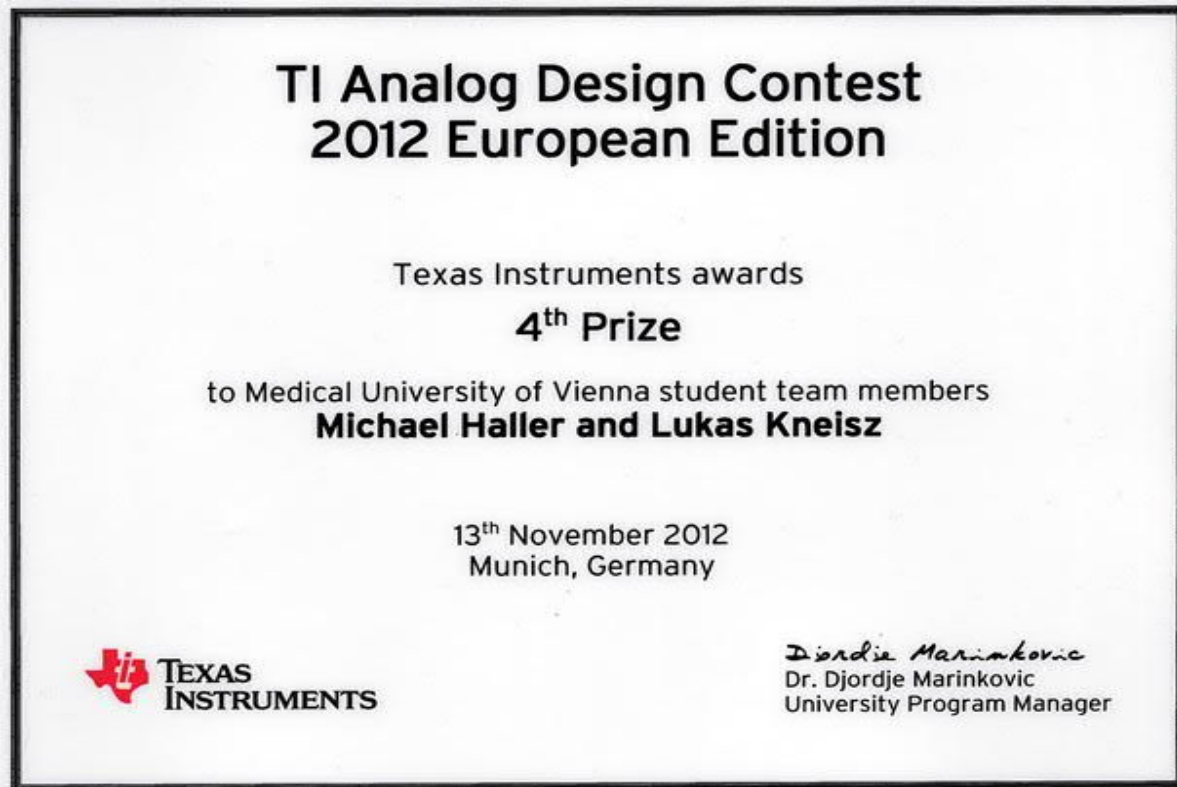 TI Analog Design Contest
2012 European Edition
Texas Instruments awards
4th Prize
to Medical University of Vienna student team members
Michael Haller and Lukas Kneisz
13th November 2012
Munich, Germany
TEXAS
INSTRUMENTS
Djordje Marinkovic
Dr. Djordje Marinkovic
University Program Manager